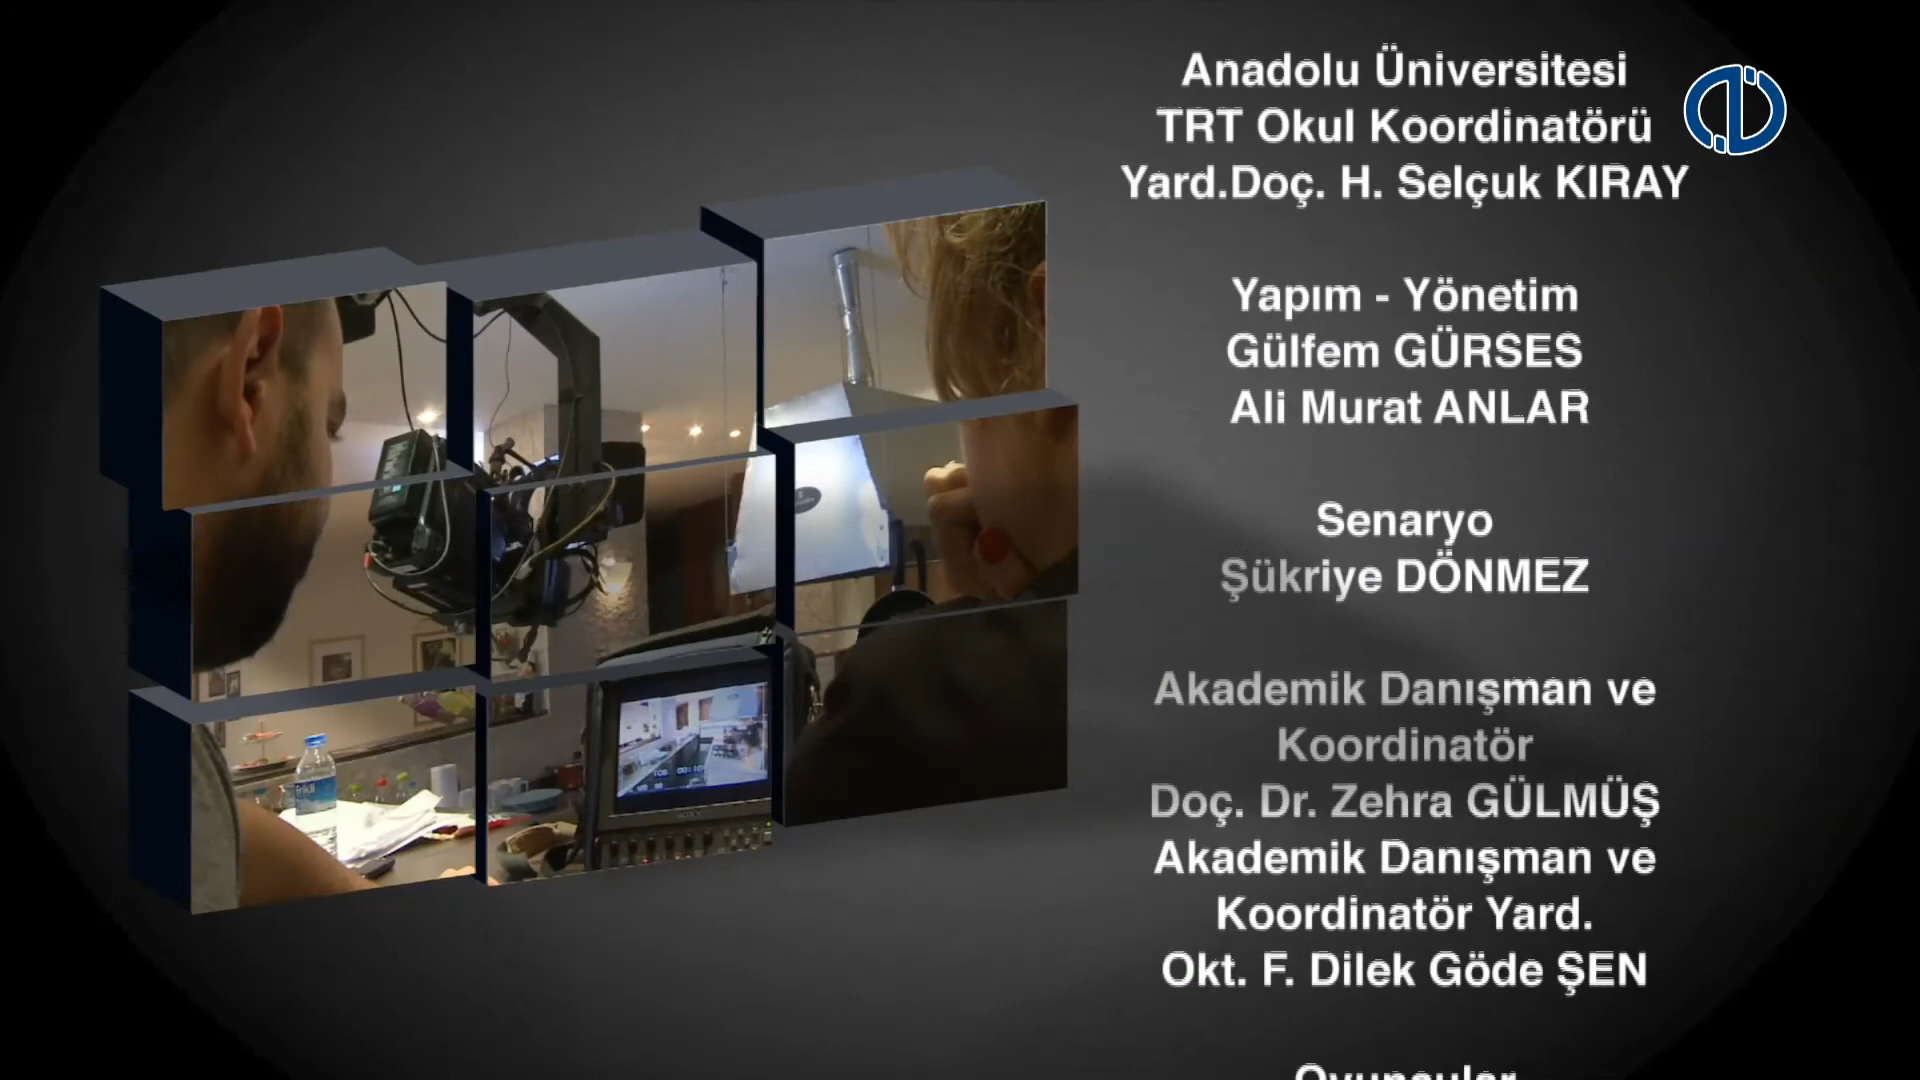 Anadolu Üniversitesi
TRT Okul Koordinatörü
Yard.Doç. H. Selçuk KIRAY
Yapım - Yönetim
Gülfem GÜRSES
Ali Murat ANLAR
Senaryo
Şükriye DÖNMEZ
Akademik Danışman ve
Koordinatör
Doç. Dr. Zehra GÜLMÜŞ
Akademik Danışman ve
Koordinatör Yard.
Okt. F. Dilek Göde ŞEN
Oyuncular